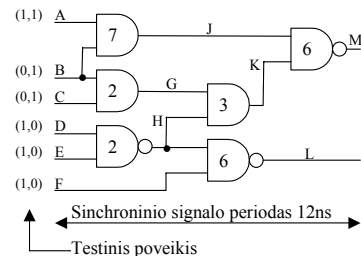 (1,1) A
7
J
6
M
K
(0,1) B
2
G
(0,1) C
3
H
(1,0) D
2
(1,0) E
6
L
(1,0) F
Sinchroninio signalo periodas 12ns
Testinis poveikis